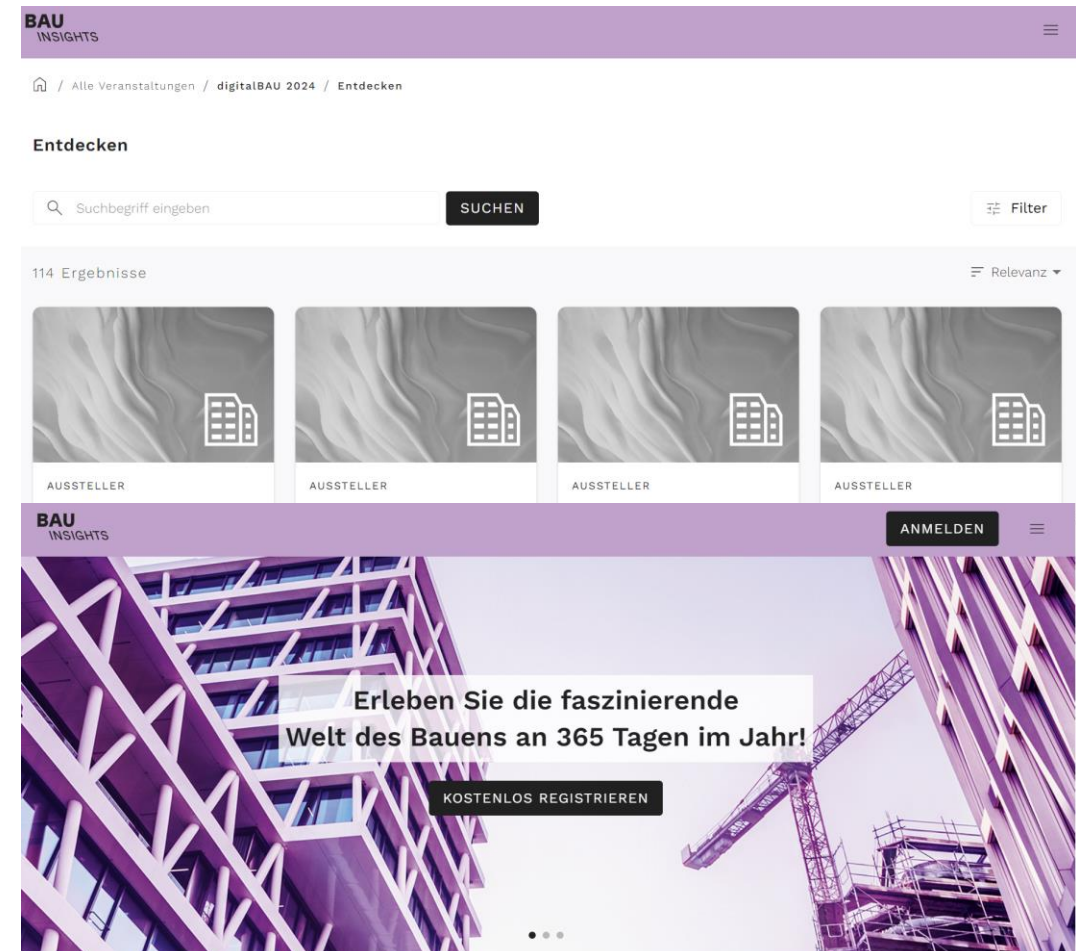 BAU
INSIGHTS
/ Alle Veranstaltungen / digitalBAU 2024 / Entdecken
Entdecken
Suchbegriff eingeben
SUCHEN
Filter
114 Ergebnisse
Relevanz
AUSSTELLER
AUSSTELLER
AUSSTELLER
AUSSTELLER
BAU
INSIGHTS
ANMELDEN
Erleben Sie die faszinierende
Welt des Bauens an 365 Tagen im Jahr!
KOSTENLOS REGISTRIEREN